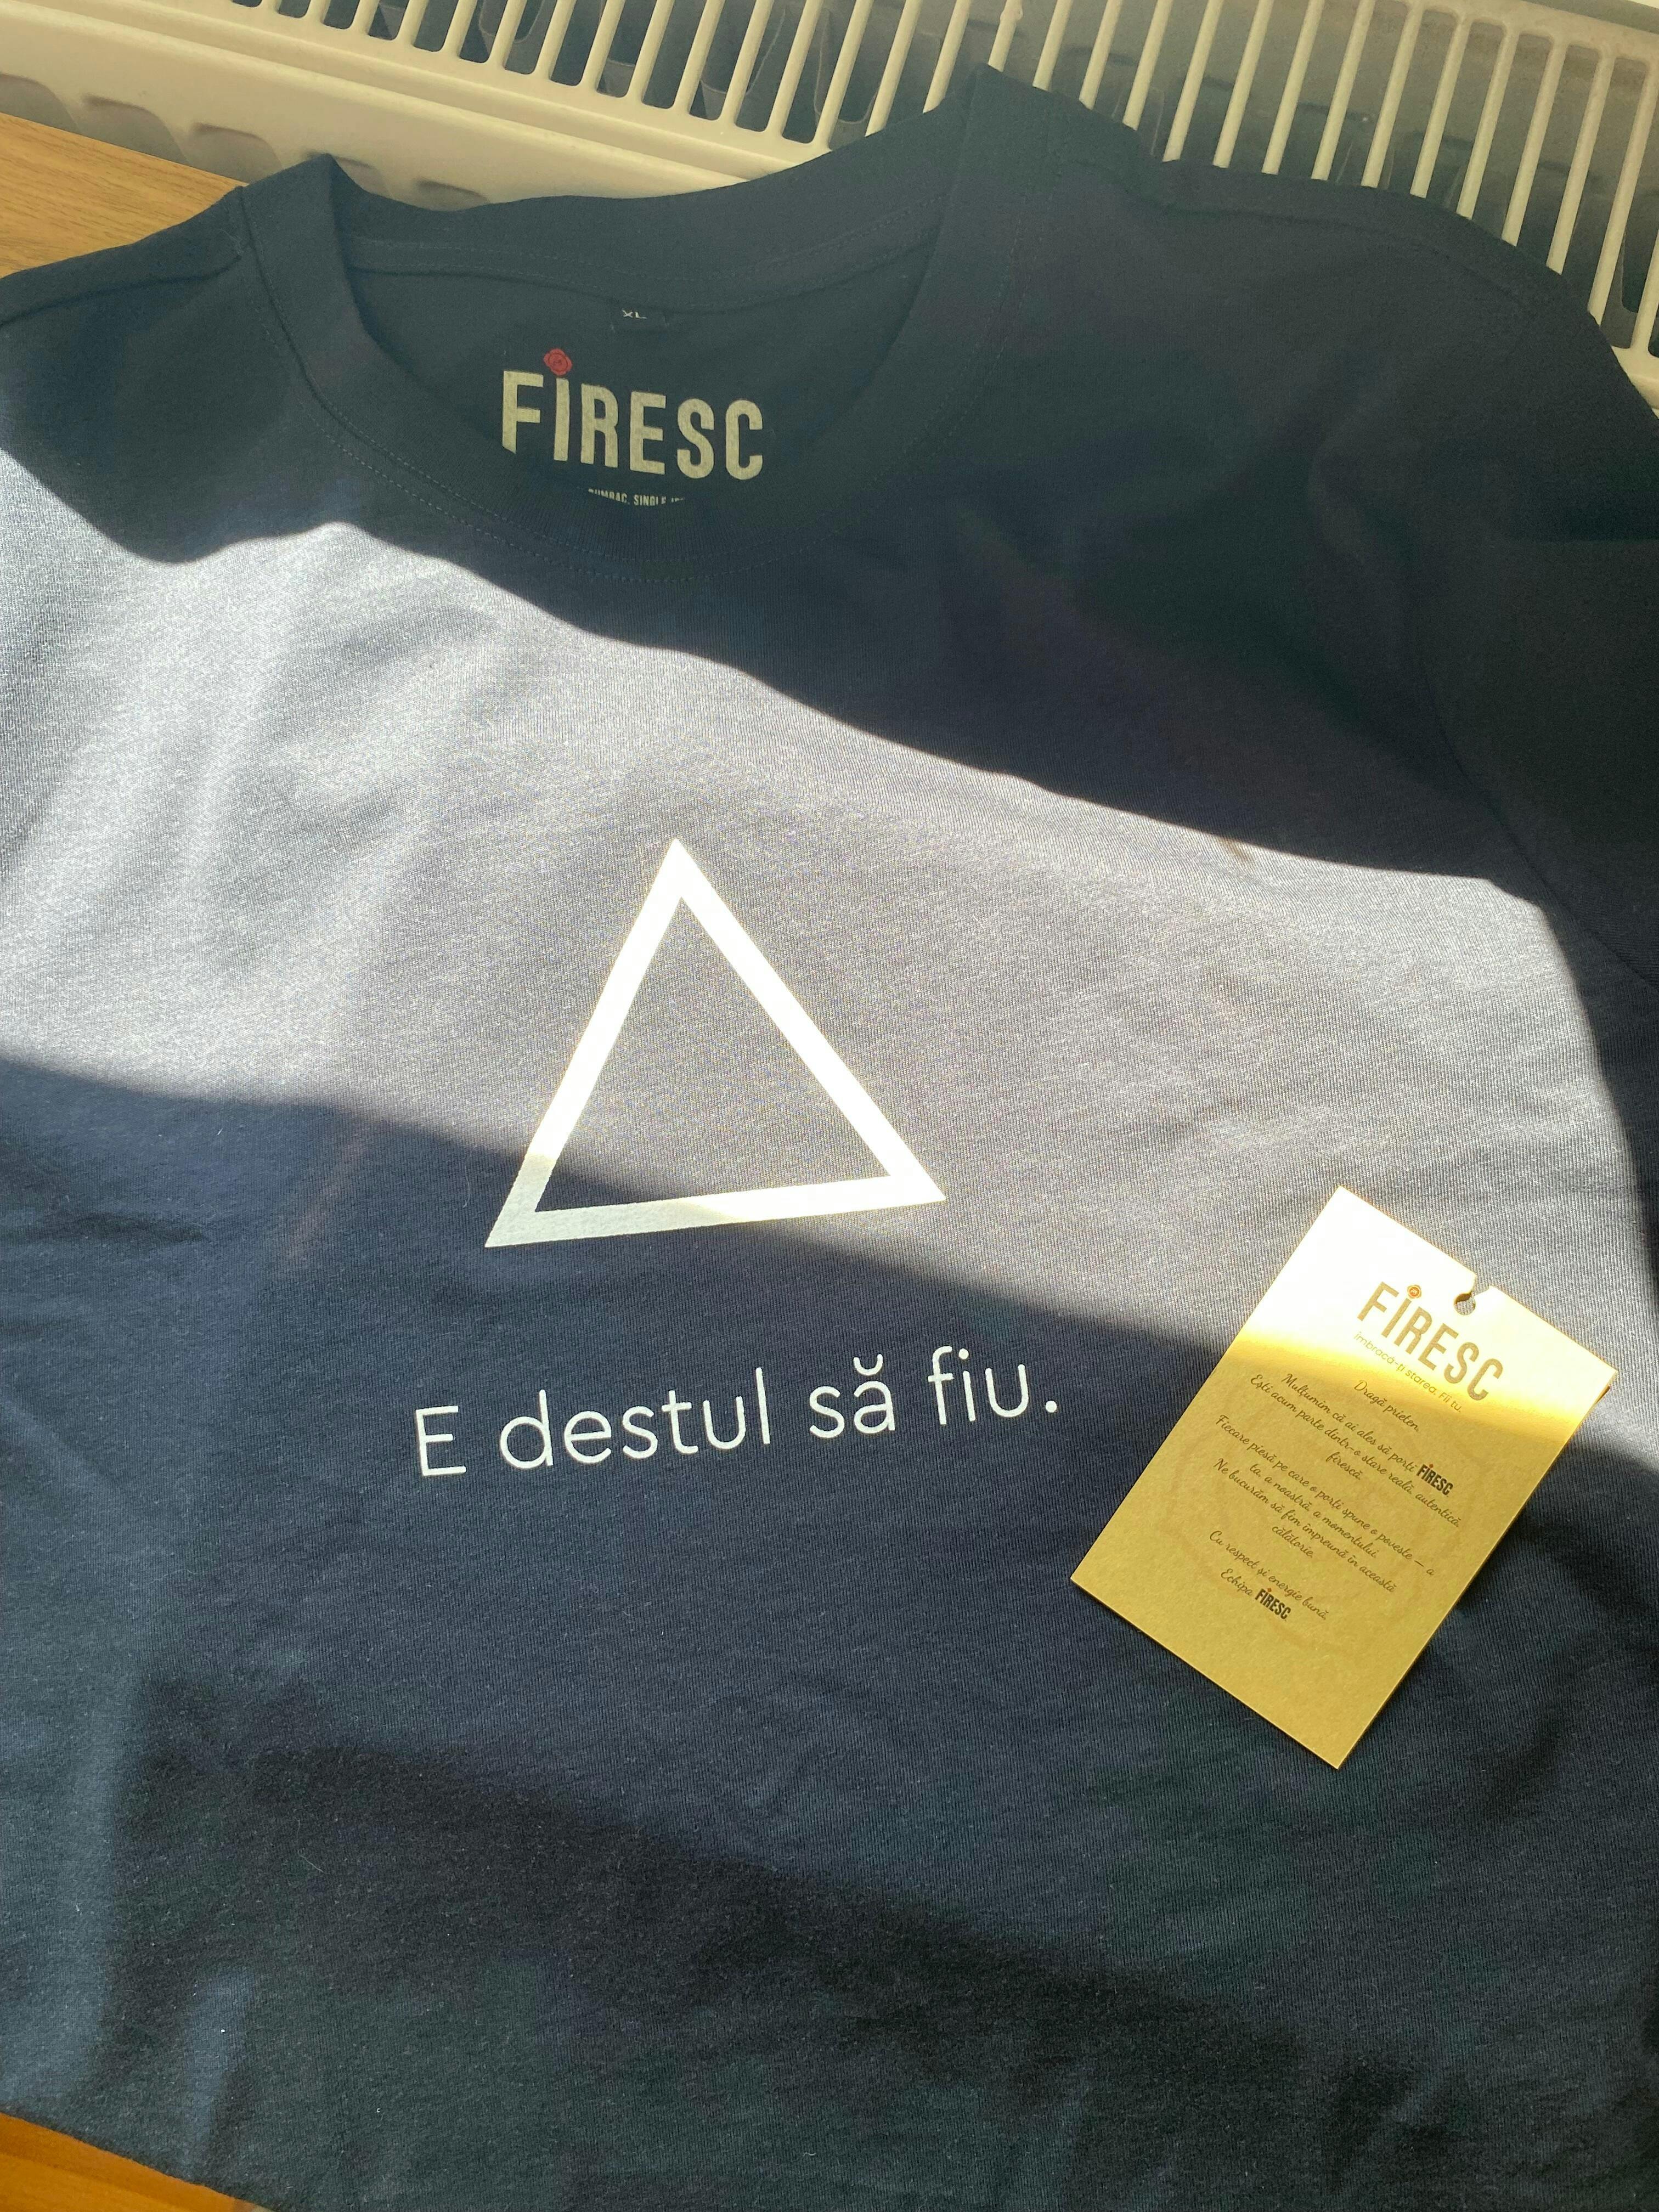 XL
FIRESC
BUMBAC, SINGLE
E destul să fiu.
FIRESC
Îmbracă-ți starea. Fii tu.
Dragă prieten,
Mulțumim că ai ales să porți FIRESC.
Ești acum parte dintr-o stare reală, autentică,
firească.
Fiecare piesă pe care o porți spune o poveste — a
ta, a noastră, a momentului.
Ne bucurăm să fim împreună în această
călătorie.
Cu respect și energie bună,
Echipa FIRESC